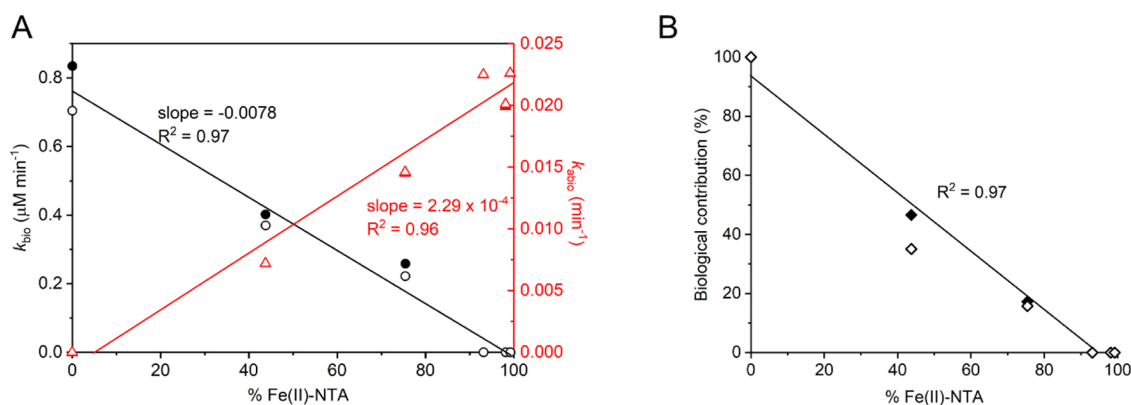 A
0.8
0.6
0.4
0.2
0.0
k_bio (µM min⁻¹)
slope = -0.0078
R² = 0.97
slope = 2.29 x 10⁻⁴
R² = 0.96
0.025
0.020
0.015
0.010
0.005
0.000
k_abio (min⁻¹)
0 20 40 60 80 100
% Fe(II)-NTA
B
100
80
60
40
20
0
Biological contribution (%)
R² = 0.97
0 20 40 60 80 100
% Fe(II)-NTA